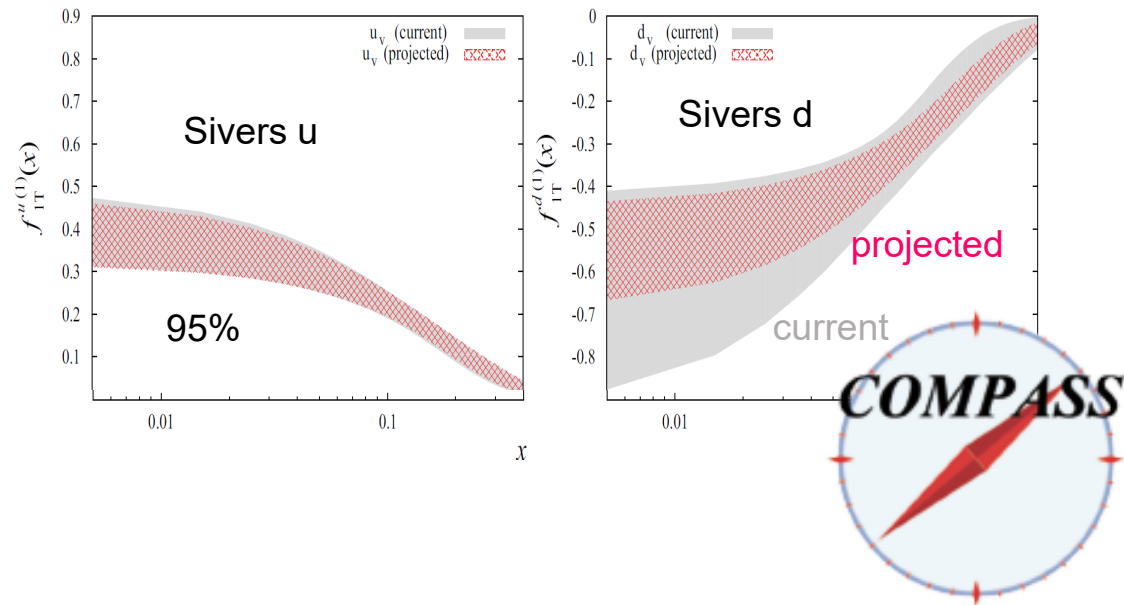 0.9
0.8
0.7
0.6
0.5
0.4
0.3
0.2
0.1
f_{1T}^{u (1)}(x)
u_v (current)
u_v (projected)
Sivers u
95%
0.01
0.1
x
0
-0.1
-0.2
-0.3
-0.4
-0.5
-0.6
-0.7
-0.8
f_{1T}^{d (1)}(x)
d_v (current)
d_v (projected)
Sivers d
projected
current
0.01
COMPASS